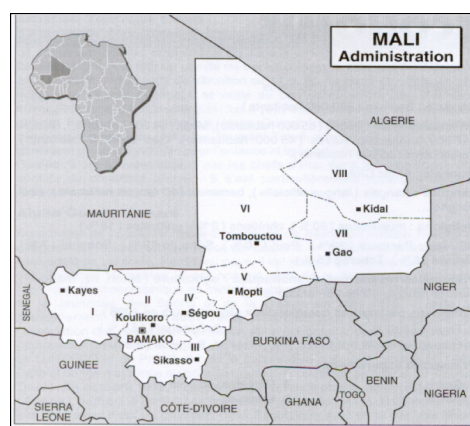 MALI
Administration
ALGERIE
VIII
Kidal
VI
MAURITANIE
VII
Tombouctou
Gao
V
NIGER
SENEGAL
Kayes
II
IV
Mopti
I
Koulikoro
Ségou
BAMAKO
III
BURKINA FASO
Sikasso
GUINEE
BENIN
NIGERIA
SIERRA
LEONE
CÔTE-D'IVOIRE
GHANA
TOGO